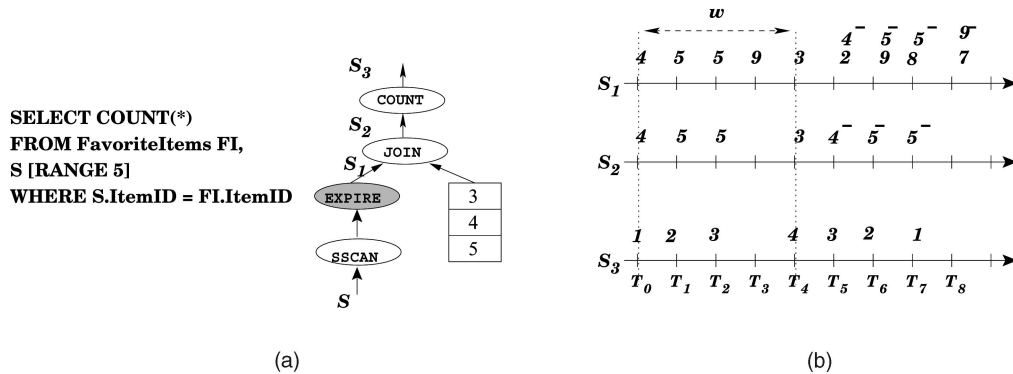 SELECT COUNT(*)
FROM FavoriteItems FI,
S [RANGE 5]
WHERE S.ItemID = FI.ItemID
S3
COUNT
S2
JOIN
S1
EXPIRE
3
4
5
SSCAN
S
(a)
w
4⁻ 5⁻ 5⁻ 9⁻
4 5 5 9 3 2 9 8 7
S1
4 5 5 3 4⁻ 5⁻ 5⁻
S2
1 2 3 4 3 2 1
S3
T0 T1 T2 T3 T4 T5 T6 T7 T8
(b)